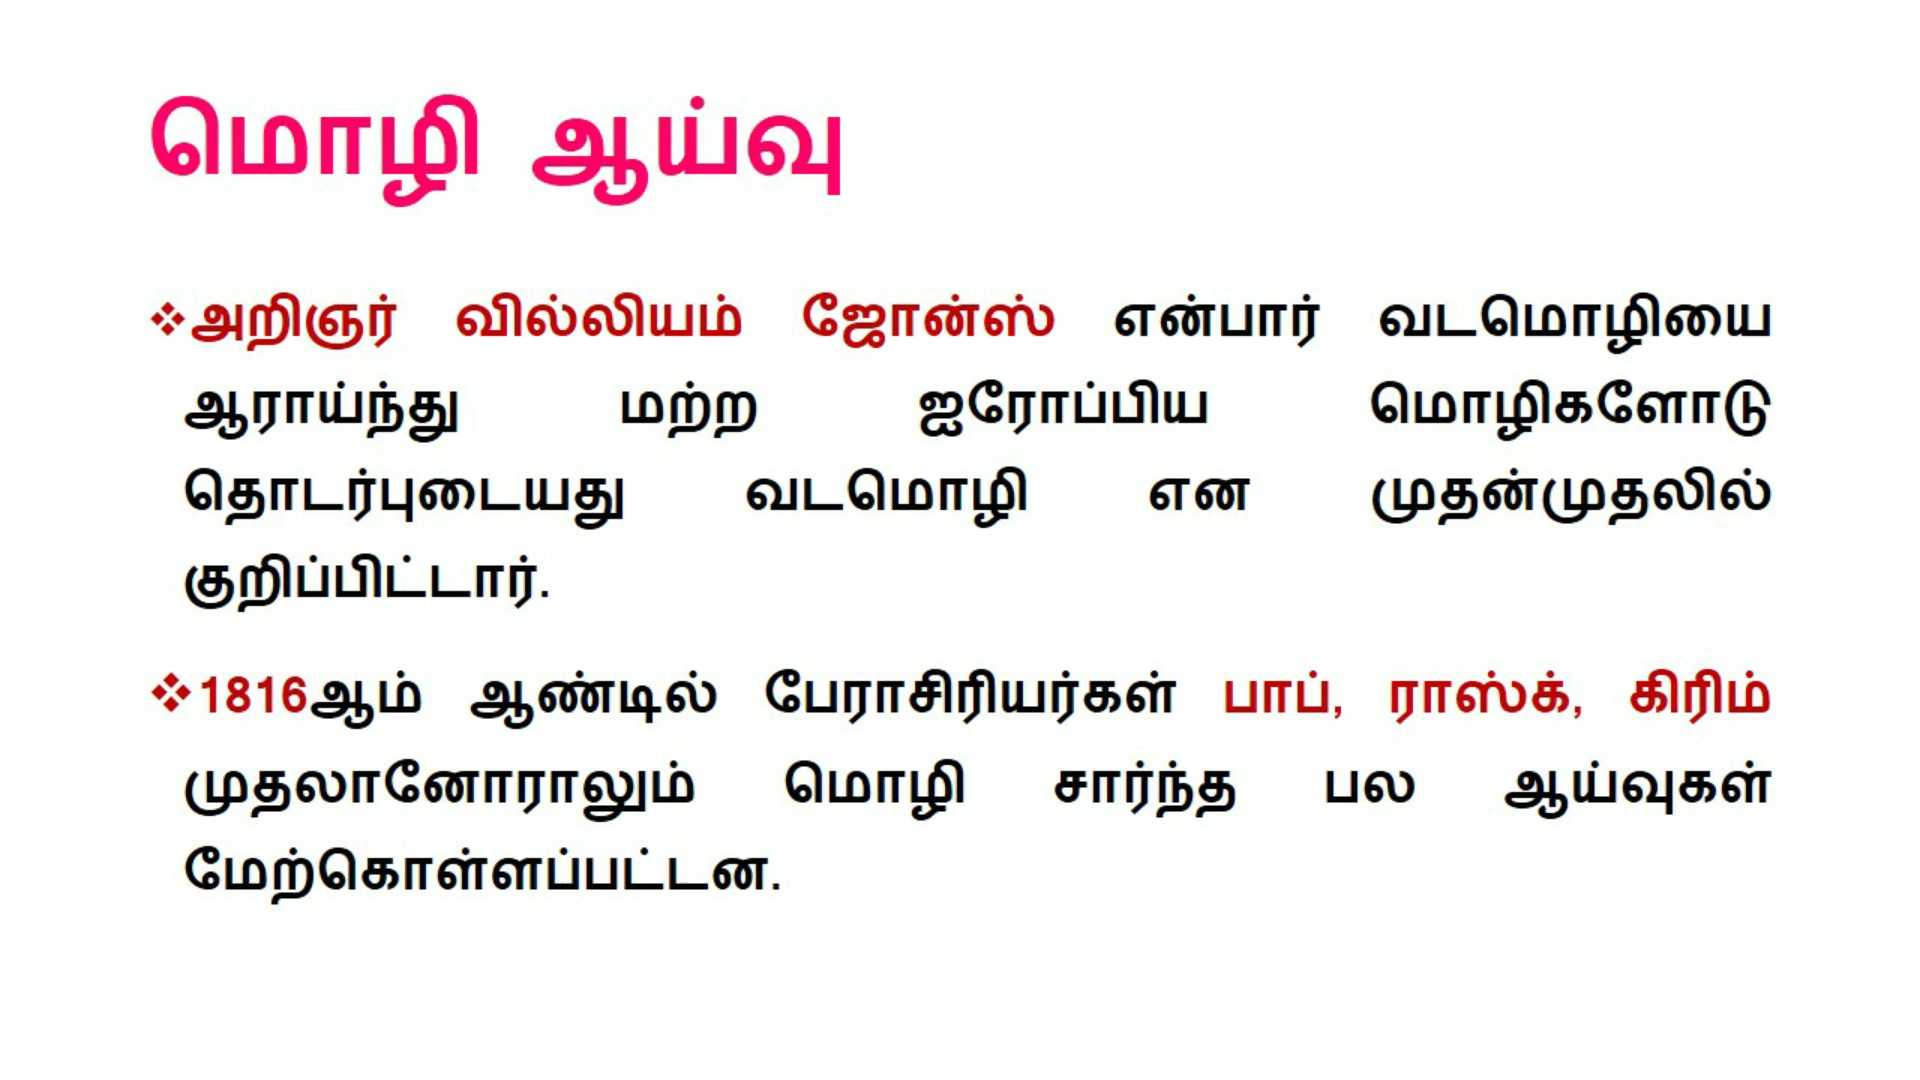 மொழி ஆய்வு
❖அறிஞர் வில்லியம் ஜோன்ஸ் என்பார் வடமொழியை
ஆராய்ந்து மற்ற ஐரோப்பிய மொழிகளோடு
தொடர்புடையது வடமொழி என முதன்முதலில்
குறிப்பிட்டார்.
❖1816ஆம் ஆண்டில் பேராசிரியர்கள் பாப், ராஸ்க், கிரிம்
முதலானோராலும் மொழி சார்ந்த பல ஆய்வுகள்
மேற்கொள்ளப்பட்டன.